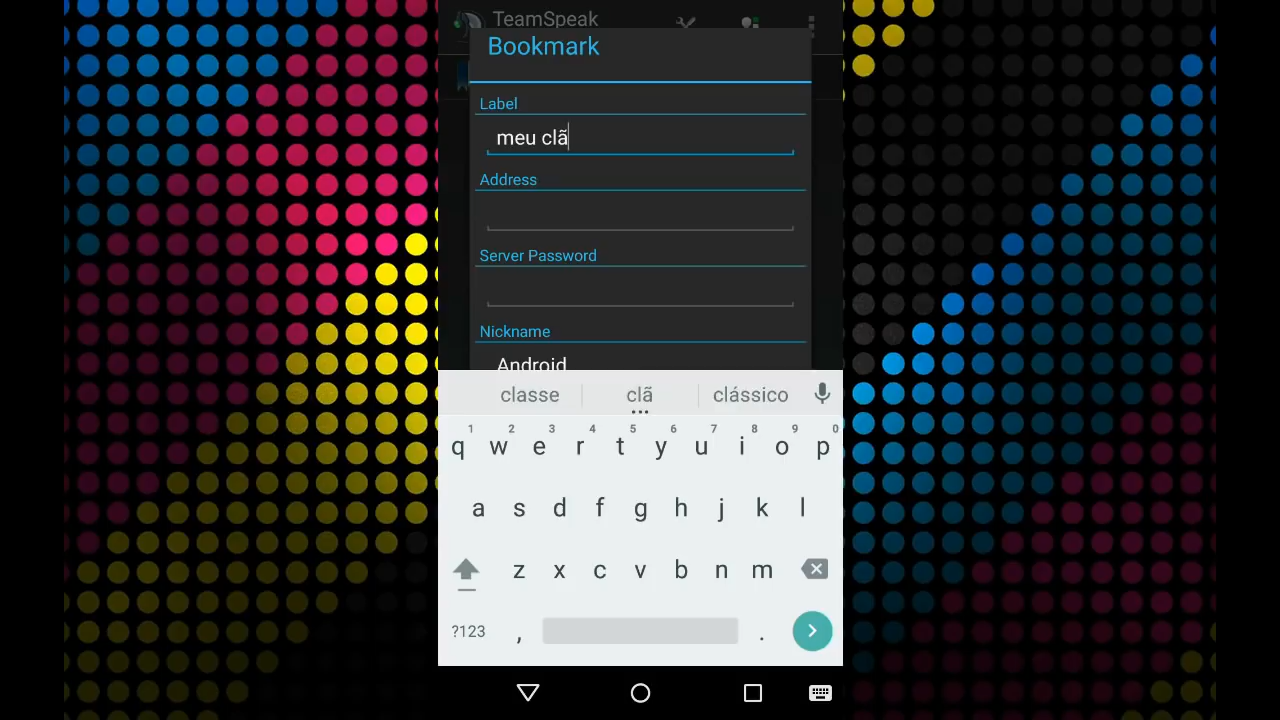 TeamSpeak
Bookmark
Label
meu clã
Address
Server Password
Nickname
Android
classe clã clássico
1 2 3 4 5 6 7 8 9 0
q w e r t y u i o p
a s d f g h j k l
z x c v b n m
?123 , .